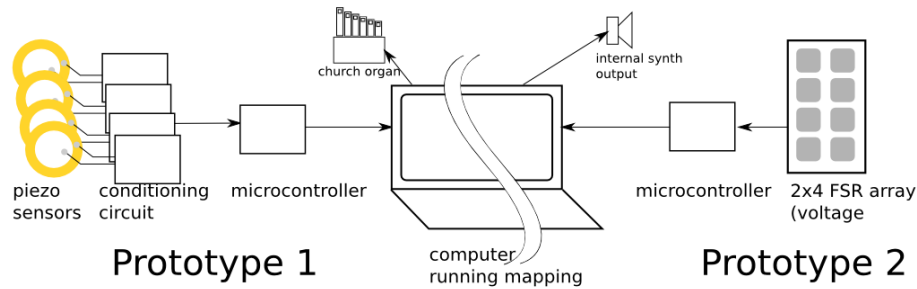 church organ
internal synth
output
piezo
sensors
conditioning
circuit
microcontroller
microcontroller
2x4 FSR array
(voltage
computer
running mapping
Prototype 1
Prototype 2